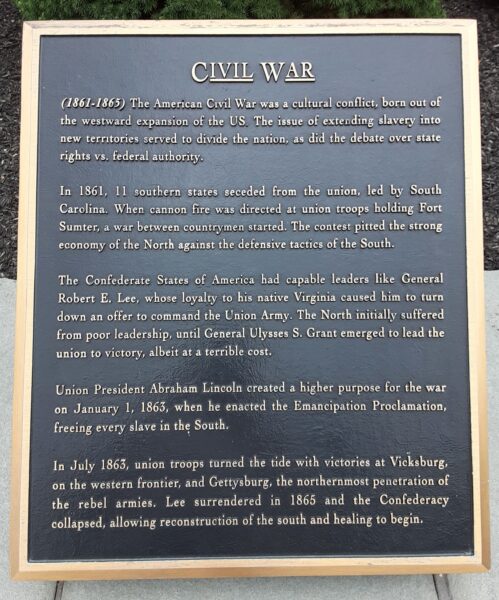 CIVIL WAR
(1861-1865) The American Civil War was a cultural conflict, born out of
the westward expansion of the US. The issue of extending slavery into
new territories served to divide the nation, as did the debate over state
rights vs. federal authority.
In 1861, 11 southern states seceded from the union, led by South
Carolina. When cannon fire was directed at union troops holding Fort
Sumter, a war between countrymen started. The contest pitted the strong
economy of the North against the defensive tactics of the South.
The Confederate States of America had capable leaders like General
Robert E. Lee, whose loyalty to his native Virginia caused him to turn
down an offer to command the Union Army. The North initially suffered
from poor leadership, until General Ulysses S. Grant emerged to lead the
union to victory, albeit at a terrible cost.
Union President Abraham Lincoln created a higher purpose for the war
on January 1, 1863, when he enacted the Emancipation Proclamation,
freeing every slave in the South.
In July 1863, union troops turned the tide with victories at Vicksburg,
on the western frontier, and Gettysburg, the northernmost penetration of
the rebel armies. Lee surrendered in 1865 and the Confederacy
collapsed, allowing reconstruction of the south and healing to begin.